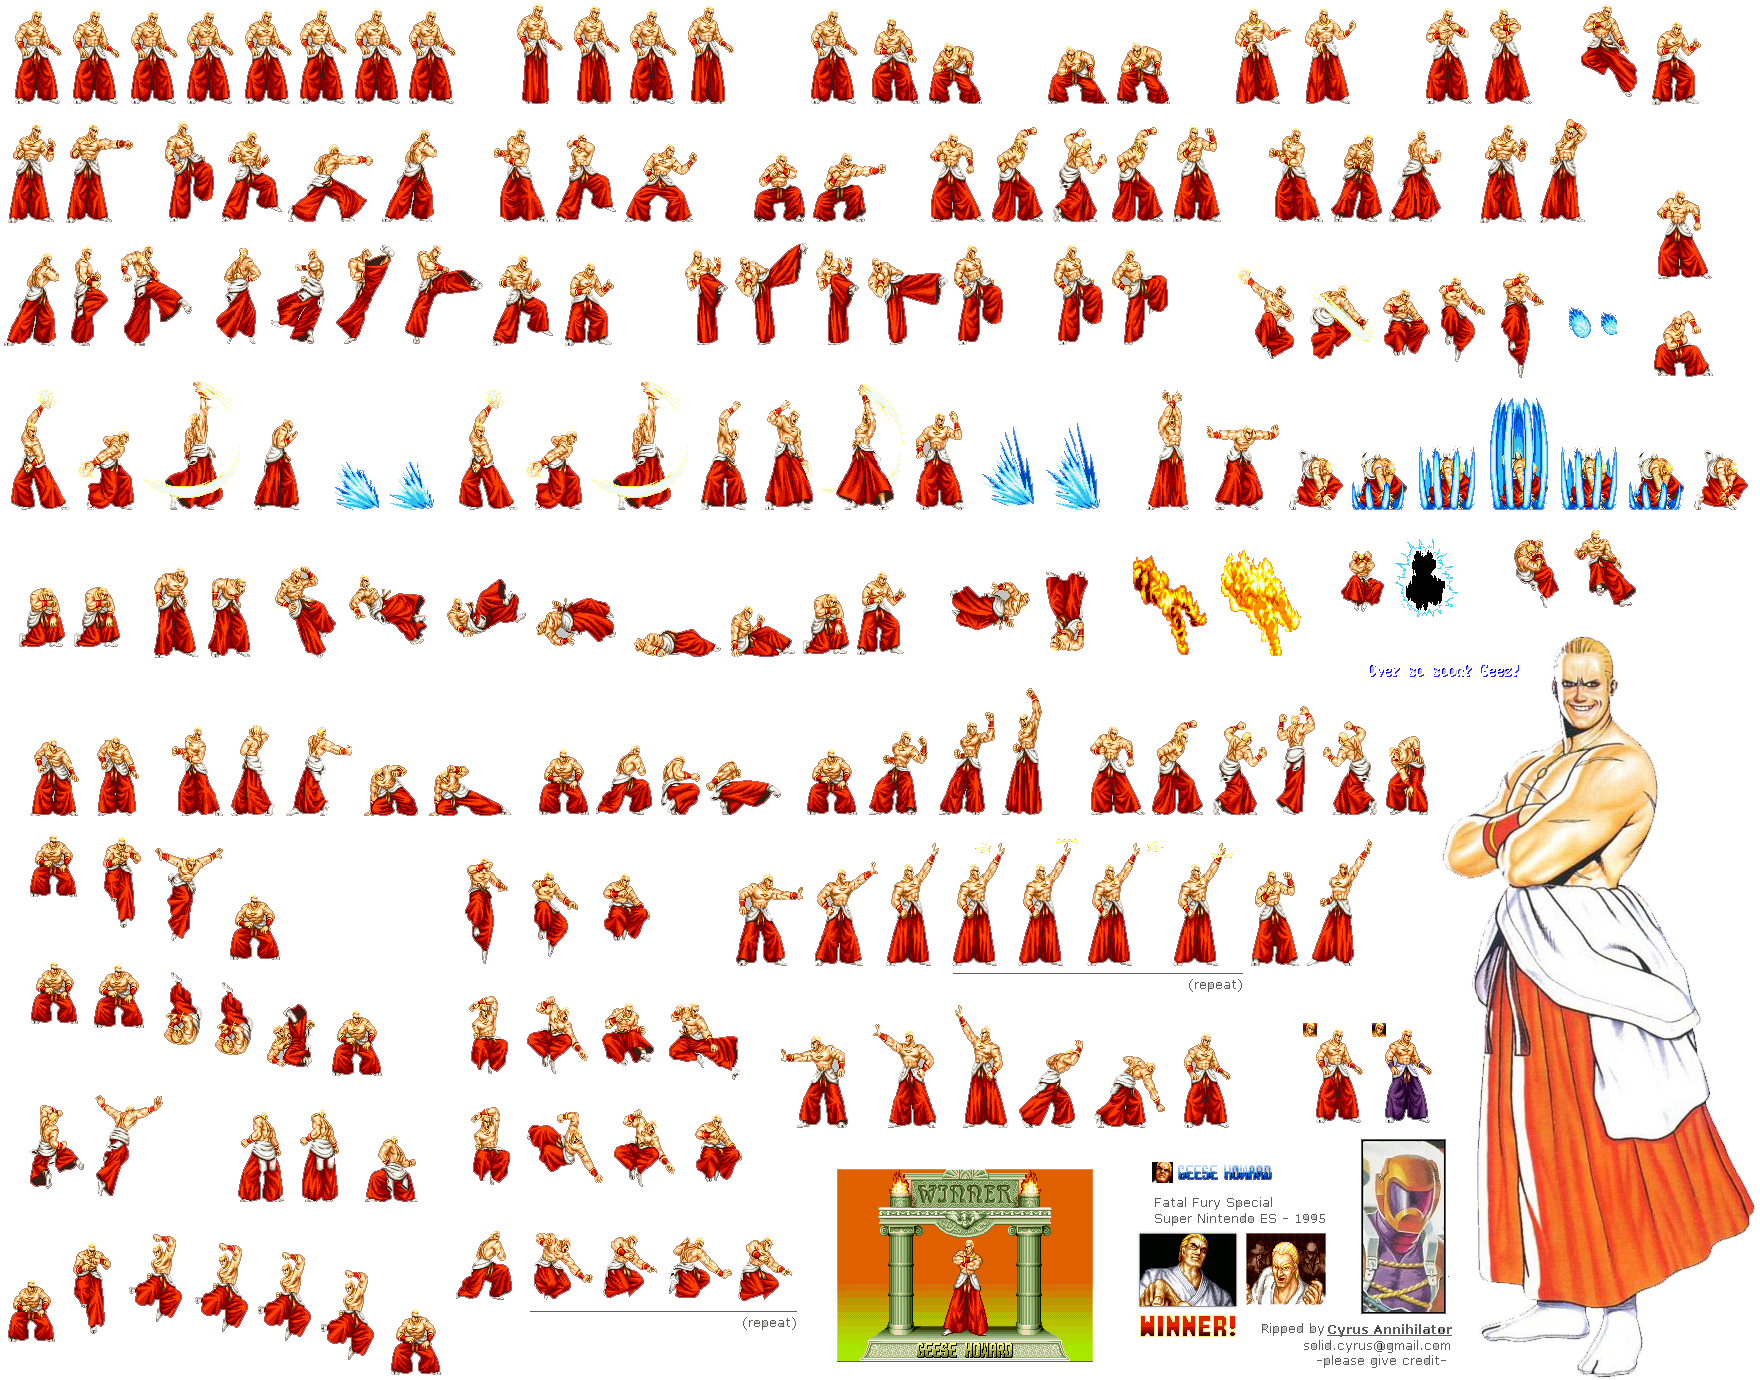 Over so soon? Geez!
(repeat)
WINNER
GEESE HOWARD
GEESE HOWARD
Fatal Fury Special
Super Nintendo ES - 1995
WINNER!
(repeat)
Ripped by Cyrus Annihilator
solid.cyrus@gmail.com
-please give credit-